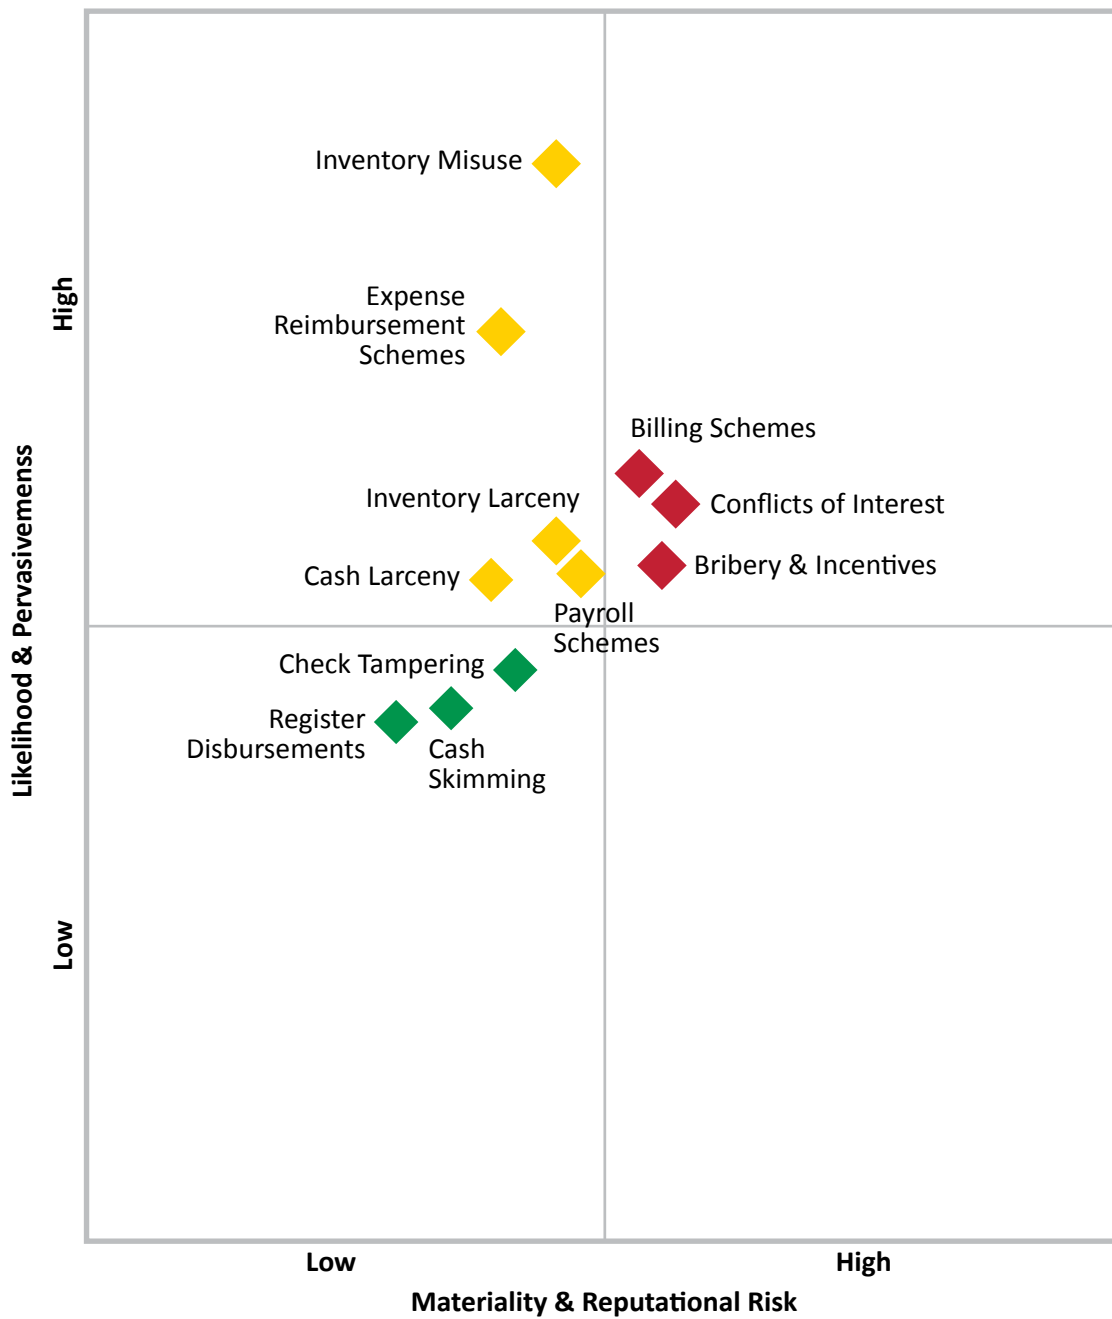 Inventory Misuse
Expense
Reimbursement
Schemes
High
Billing Schemes
Inventory Larceny
Conflicts of Interest
Cash Larceny
Bribery & Incentives
Payroll
Schemes
Likelihood & Pervasivemenss
Check Tampering
Register
Disbursements
Cash
Skimming
Low
Low
High
Materiality & Reputational Risk